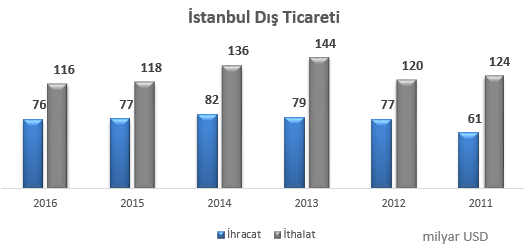 İstanbul Dış Ticareti
76 116
77 118
82 136
79 144
77 120
61 124
2016 2015 2014 2013 2012 2011
İhracat İthalat
milyar USD